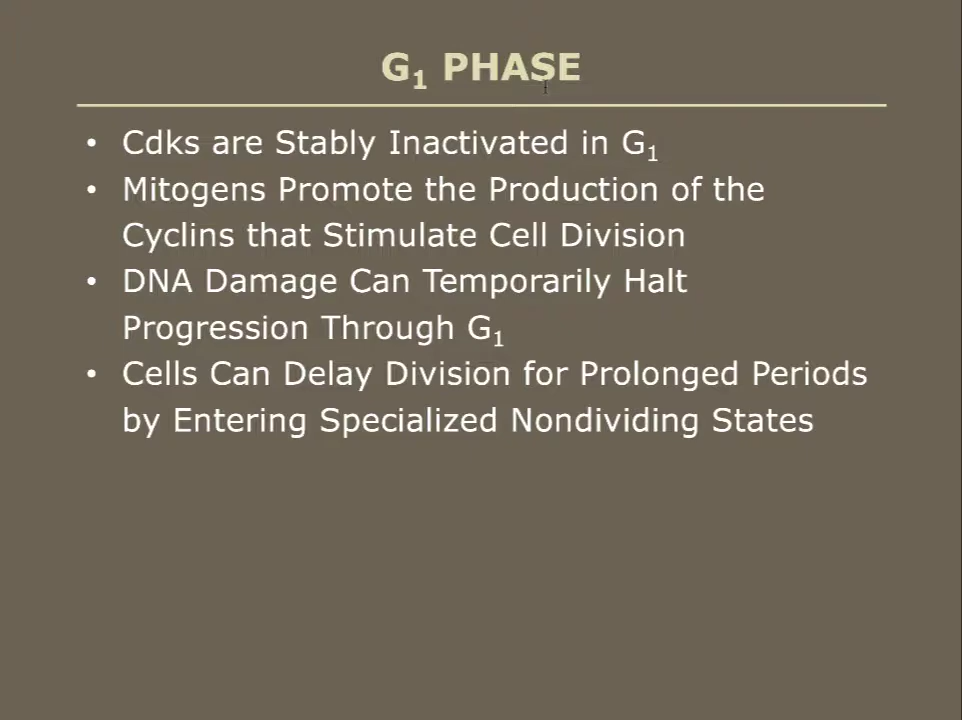 G₁ PHASE
• Cdks are Stably Inactivated in G₁
• Mitogens Promote the Production of the
Cyclins that Stimulate Cell Division
• DNA Damage Can Temporarily Halt
Progression Through G₁
• Cells Can Delay Division for Prolonged Periods
by Entering Specialized Nondividing States